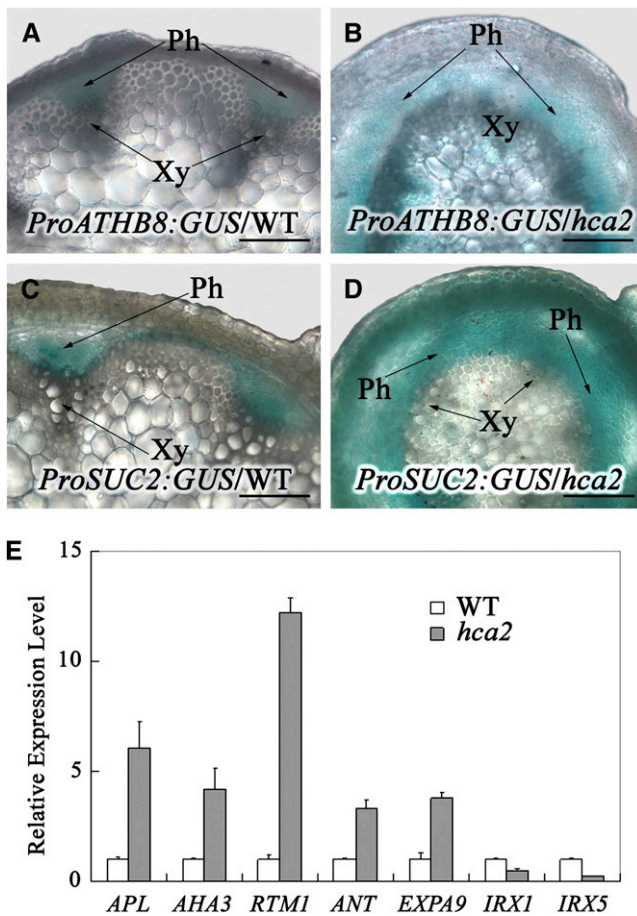 A
Ph
Xy
ProATHB8:GUS/WT
B
Ph
Xy
ProATHB8:GUS/hca2
C
Ph
Xy
ProSUC2:GUS/WT
D
Ph
Ph
Xy
ProSUC2:GUS/hca2
E
Relative Expression Level
15
10
5
0
WT
hca2
APL AHA3 RTM1 ANT EXPA9 IRX1 IRX5